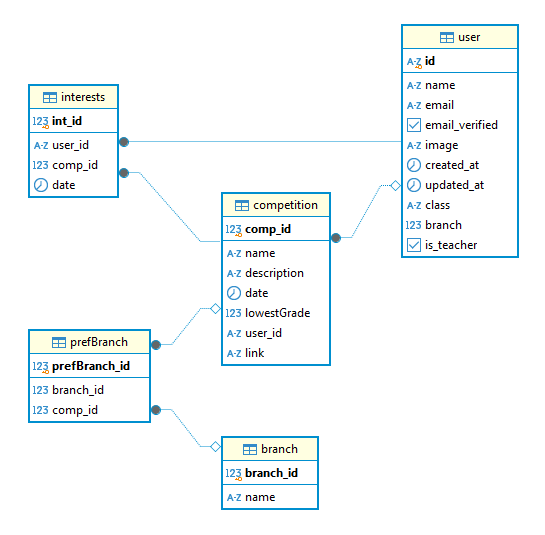 user
A-Z id
A-Z name
A-Z email
email_verified
A-Z image
created_at
updated_at
A-Z class
123 branch
is_teacher
interests
123 int_id
A-Z user_id
123 comp_id
date
competition
123 comp_id
A-Z name
A-Z description
date
123 lowestGrade
A-Z user_id
A-Z link
prefBranch
123 prefBranch_id
123 branch_id
123 comp_id
branch
123 branch_id
A-Z name